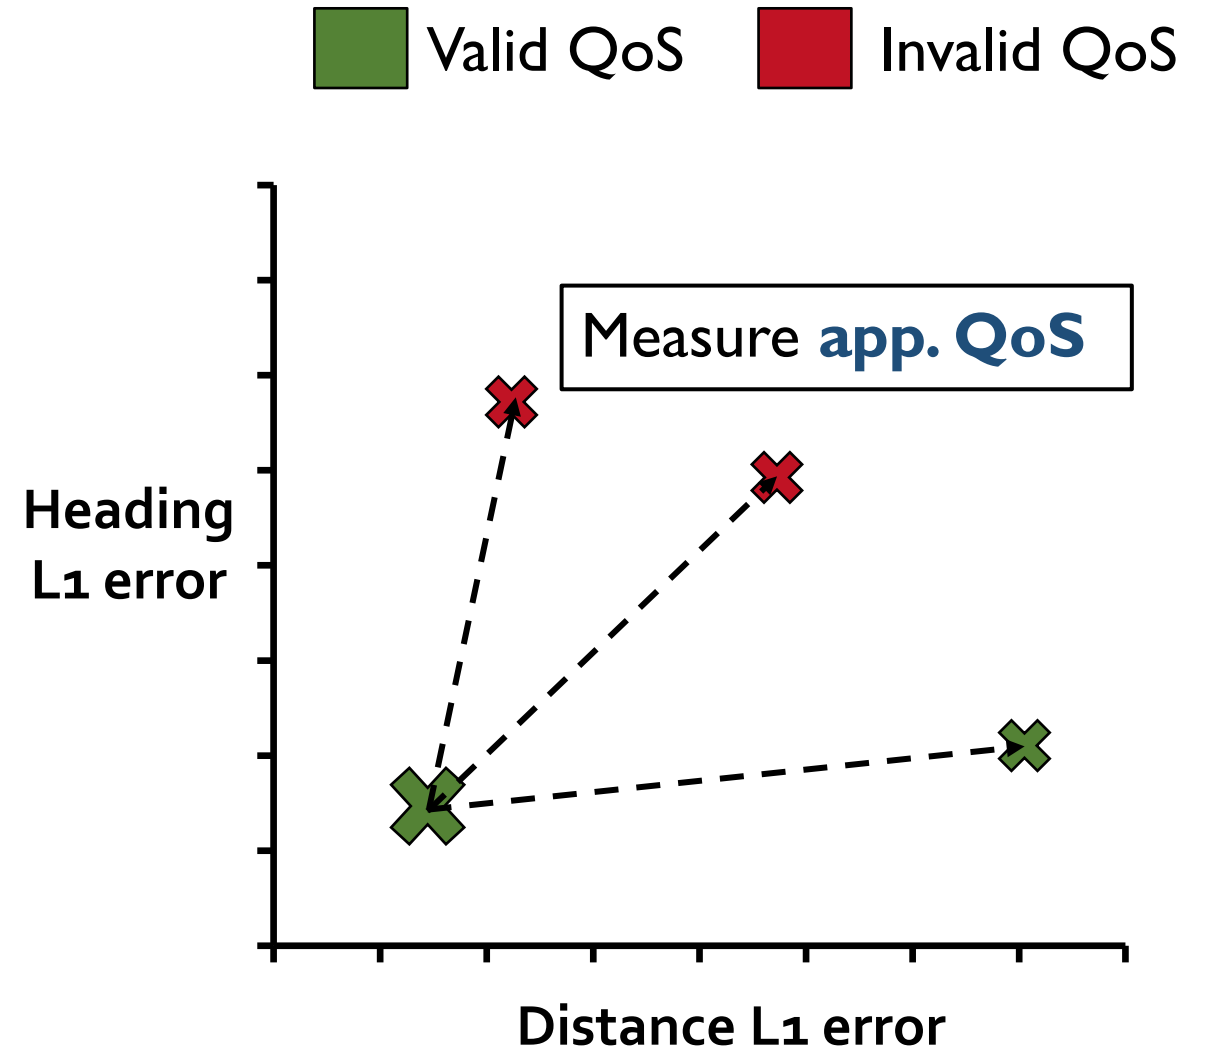 Valid QoS
Invalid QoS
Measure app. QoS
Heading
L1 error
Distance L1 error